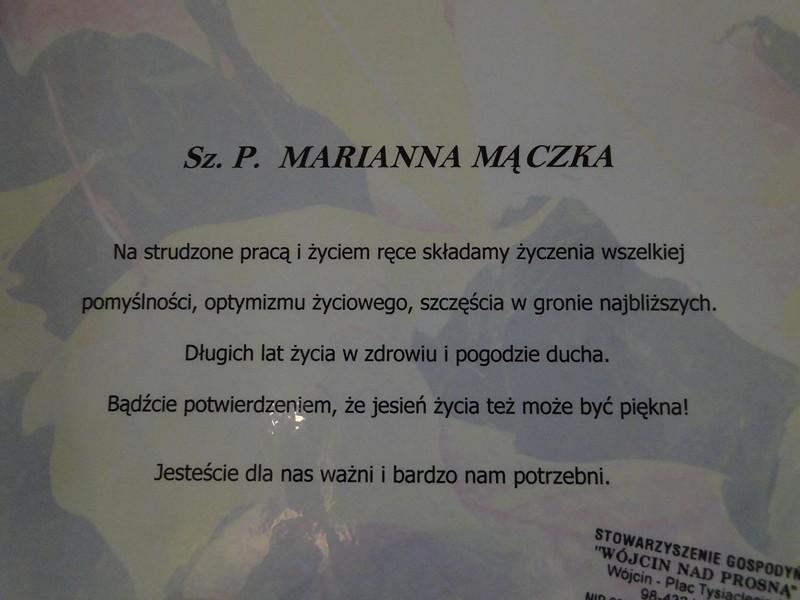 Sz. P. MARIANNA MĄCZKA
Na strudzone pracą i życiem ręce składamy życzenia wszelkiej
pomyślności, optymizmu życiowego, szczęścia w gronie najbliższych.
Długich lat życia w zdrowiu i pogodzie ducha.
Bądźcie potwierdzeniem, że jesień życia też może być piękna!
Jesteście dla nas ważni i bardzo nam potrzebni.
STOWARZYSZENIE GOSPODYŃ
"WÓJCIN NAD PROSNĄ"
Wójcin - Plac